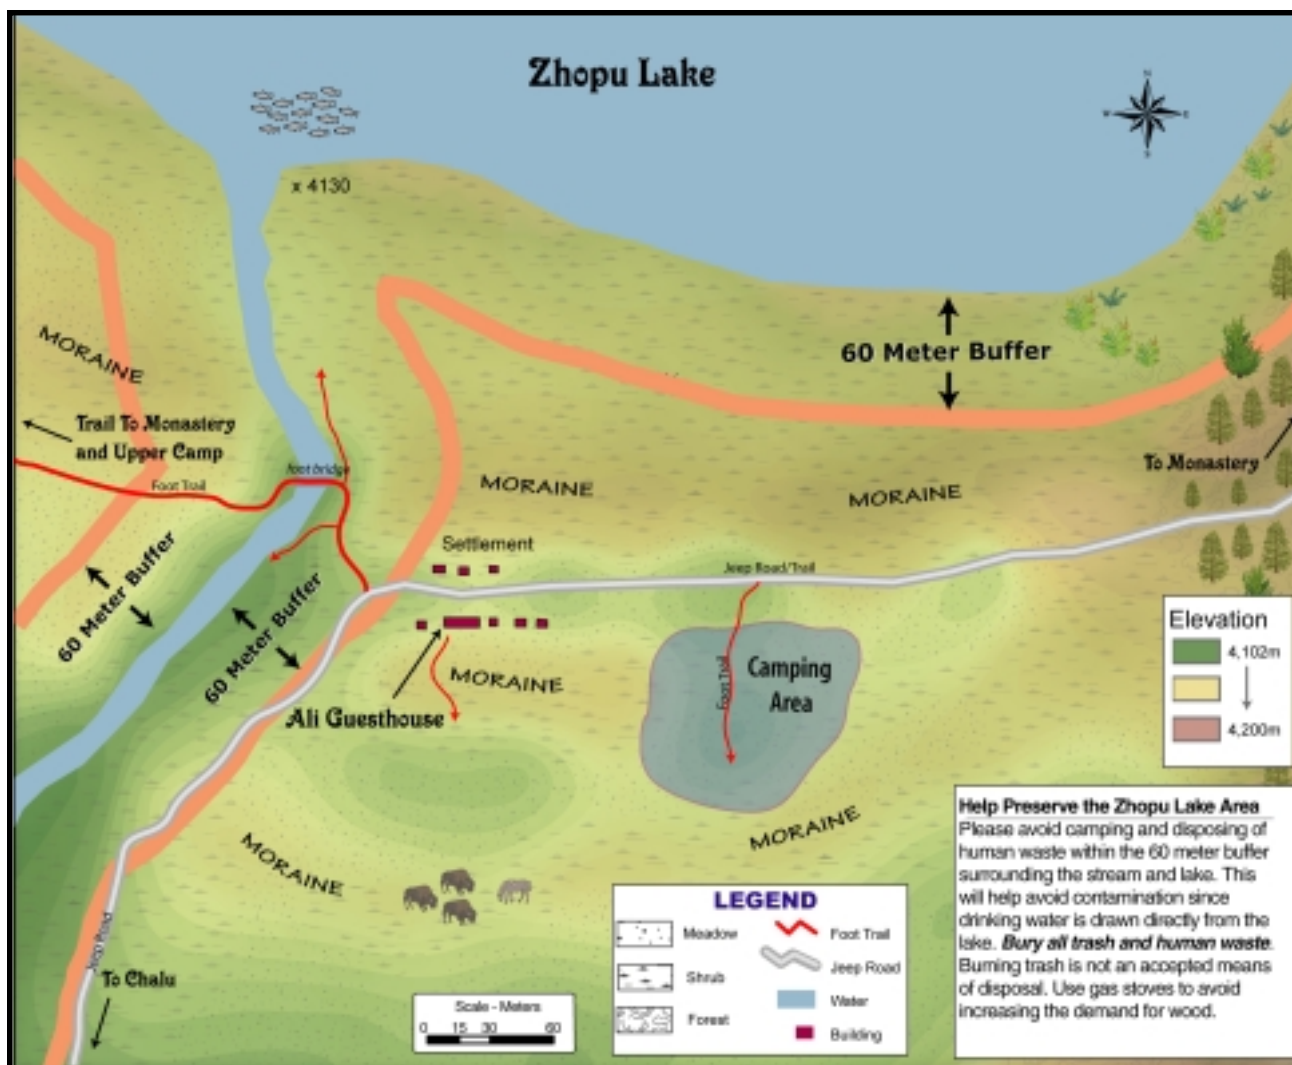 Zhopu Lake
N
W E
S
x 4130
60 Meter Buffer
MORAINE
Trail To Monastery
and Upper Camp
foot bridge
Foot Trail
MORAINE
MORAINE
To Monastery
Settlement
Jeep Road/Trail
60 Meter Buffer
60 Meter Buffer
MORAINE
Ali Guesthouse
Foot Trail
Camping
Area
Elevation
4,102m
4,200m
MORAINE
MORAINE
Jeep Road
To Chalu
Scale - Meters
0 15 30 60
LEGEND
Meadow
Shrub
Forest
Foot Trail
Jeep Road
Water
Building
Help Preserve the Zhopu Lake Area
Please avoid camping and disposing of
human waste within the 60 meter buffer
surrounding the stream and lake. This
will help avoid contamination since
drinking water is drawn directly from the
lake. Bury all trash and human waste.
Burning trash is not an accepted means
of disposal. Use gas stoves to avoid
increasing the demand for wood.